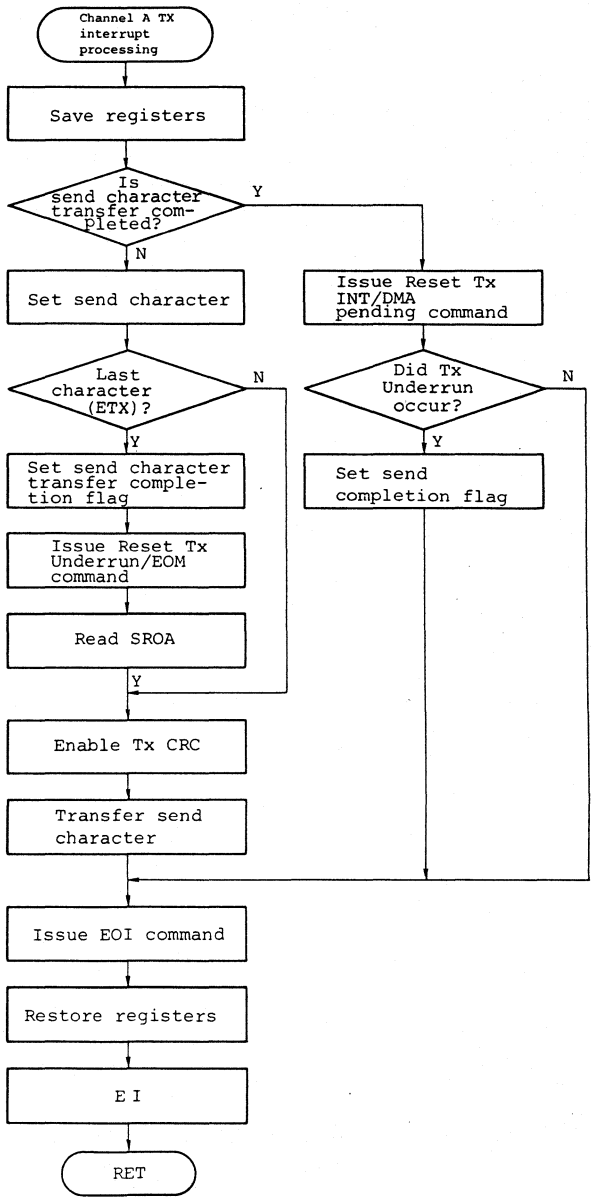 Channel A TX
interrupt
processing
Save registers
Is
send character
transfer com-
pleted?
Y
N
Set send character
Issue Reset Tx
INT/DMA
pending command
Last
character
(ETX)?
N
Y
Did Tx
Underrun
occur?
N
Y
Set send character
transfer comple-
tion flag
Set send
completion flag
Issue Reset Tx
Underrun/EOM
command
Read SROA
Y
Enable Tx CRC
Transfer send
character
Issue EOI command
Restore registers
EI
RET